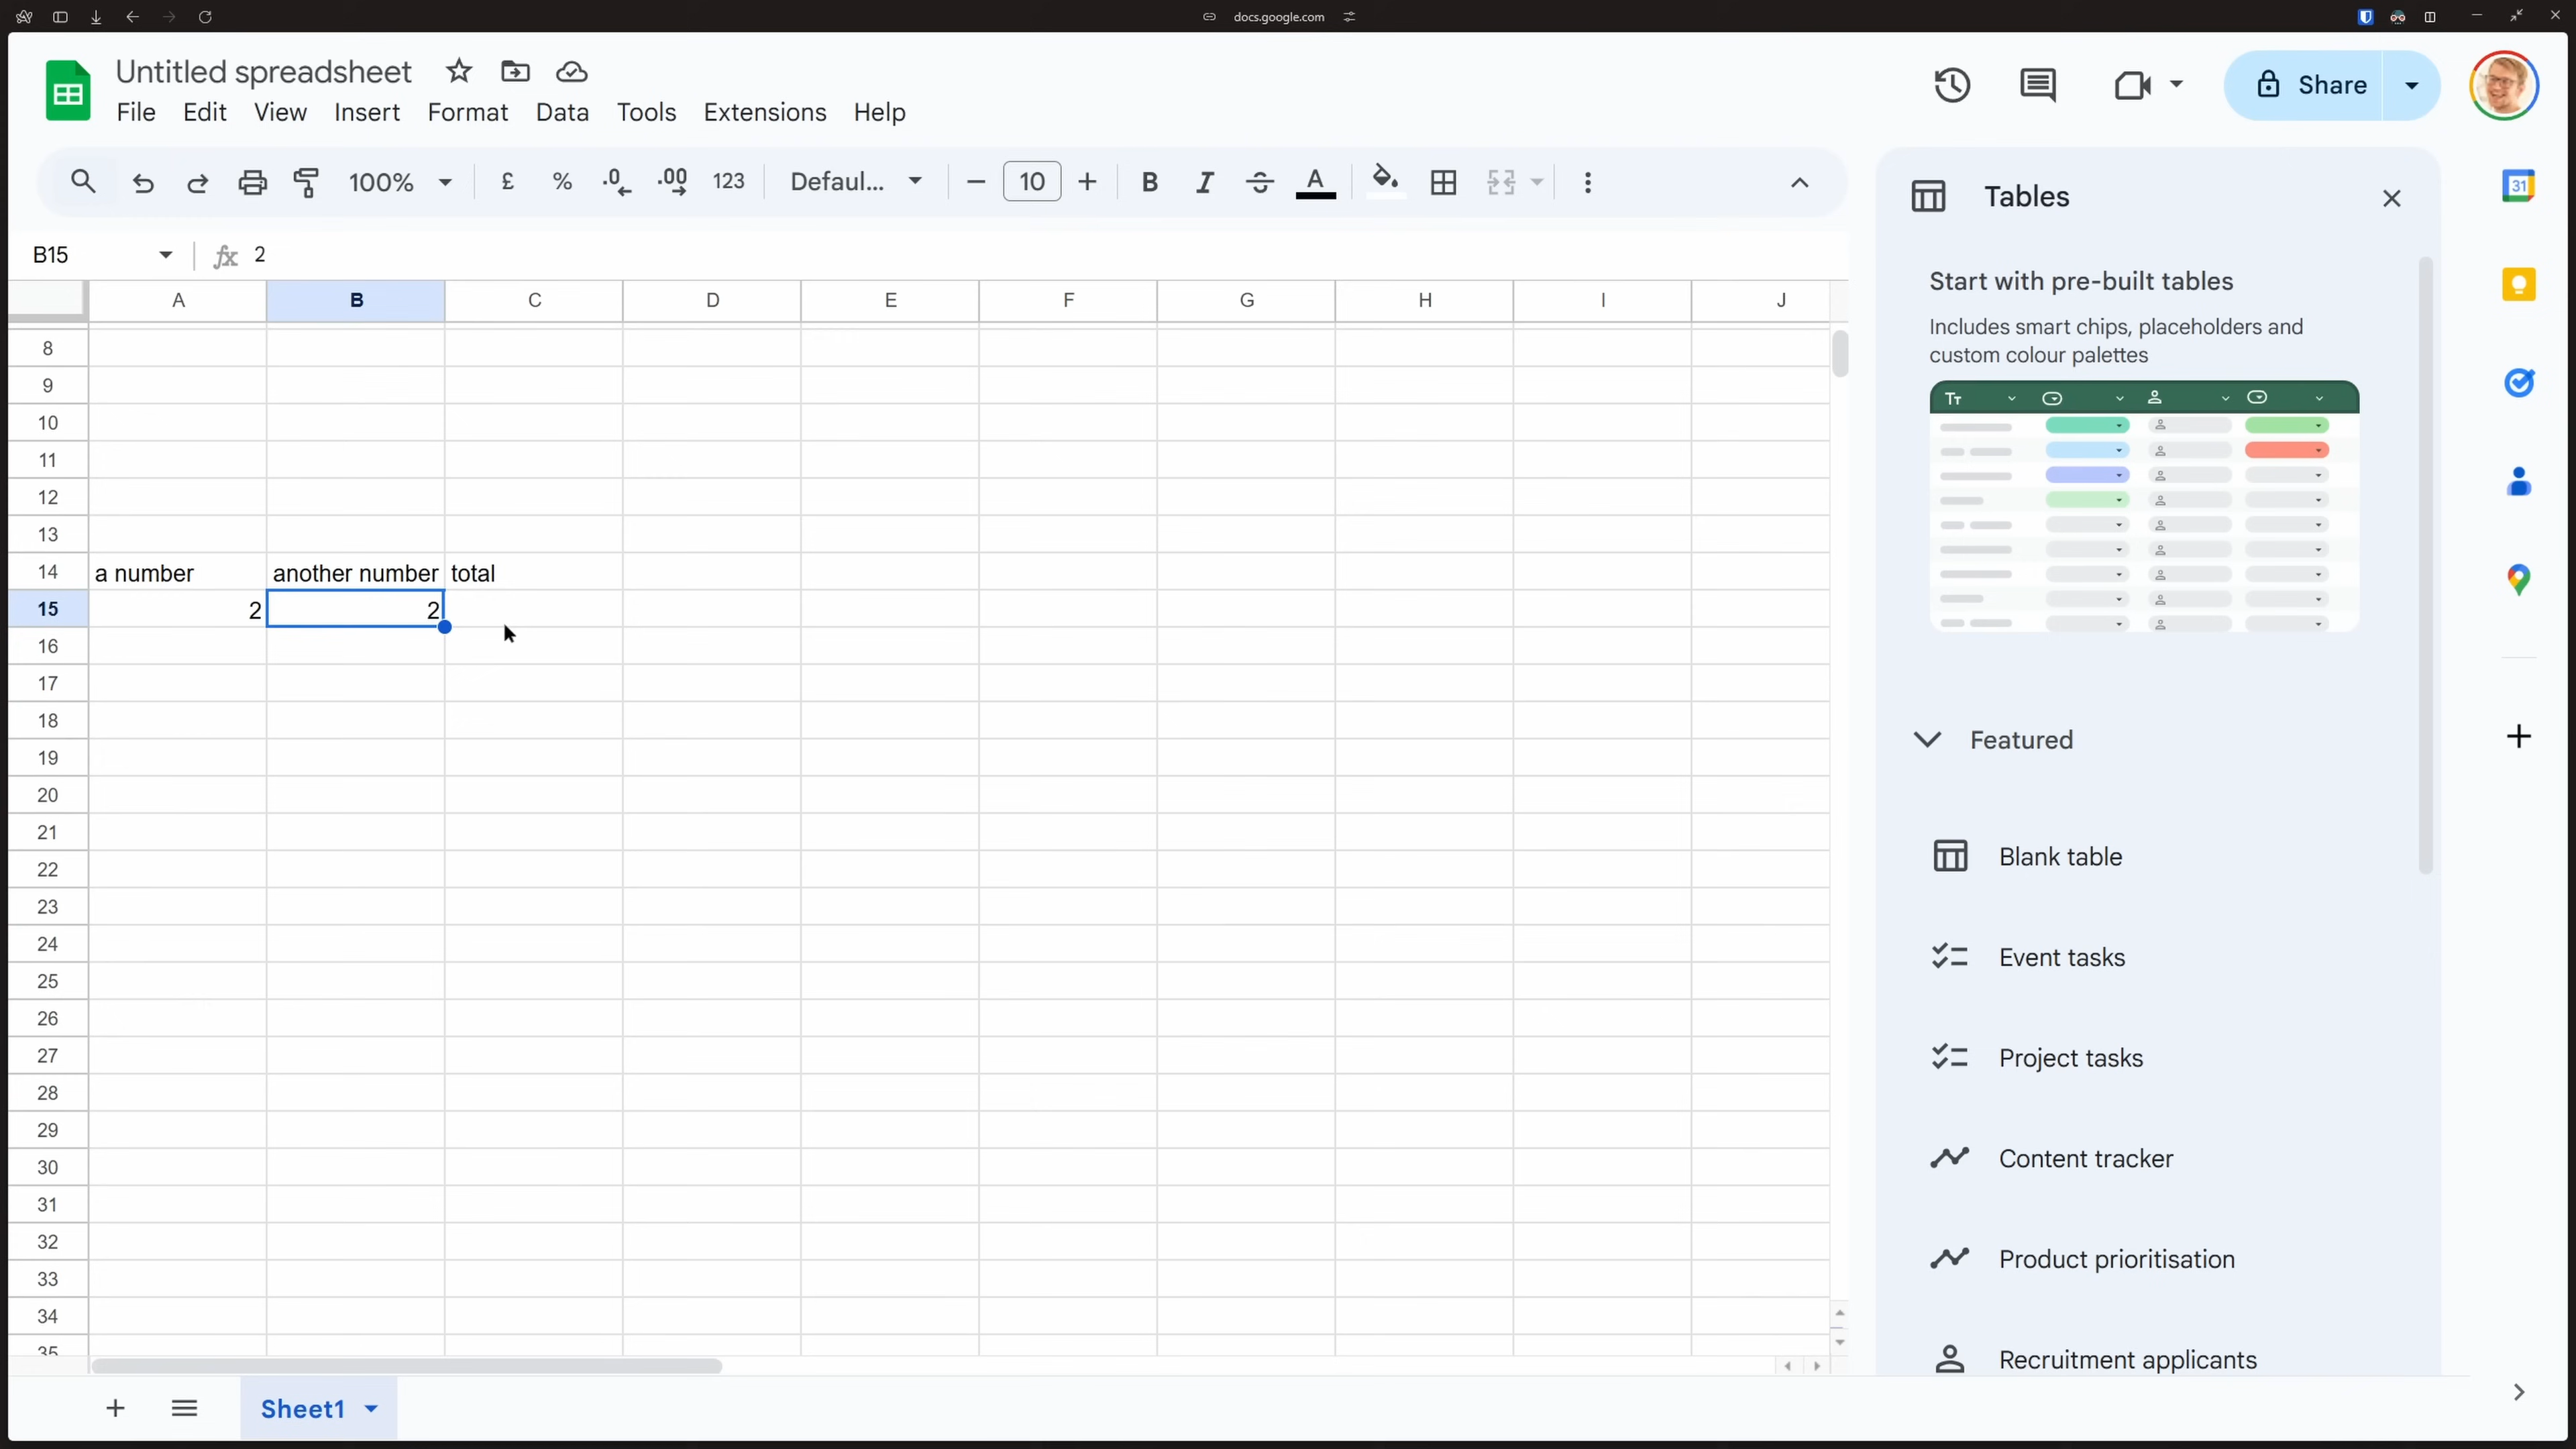 docs.google.com
Untitled spreadsheet
File Edit View Insert Format Data Tools Extensions Help
Share
100% £ % .0 .00 123 Defaul... 10 B I A
B15 fx 2
A B C D E F G H I J
8
9
10
11
12
13
14 a number another number total
15 2 2
16
17
18
19
20
21
22
23
24
25
26
27
28
29
30
31
32
33
34
35
Sheet1
Tables
Start with pre-built tables
Includes smart chips, placeholders and
custom colour palettes
Tт
Featured
Blank table
Event tasks
Project tasks
Content tracker
Product prioritisation
Recruitment applicants
31